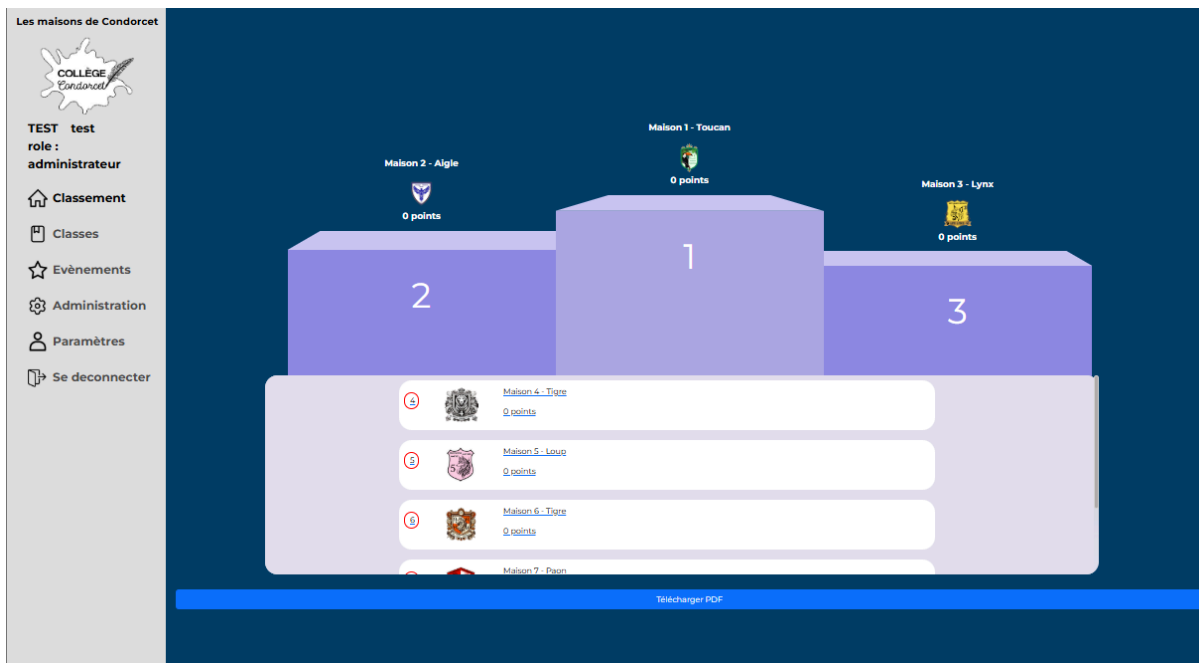 Les maisons de Condorcet
COLLÈGE
Condorcet
TEST test
role :
administrateur
Classement
Classes
Evènements
Administration
Paramètres
Se deconnecter
Maison 1 - Toucan
0 points
1
Maison 2 - Aigle
0 points
2
Maison 3 - Lynx
0 points
3
4
Maison 4 - Tigre
0 points
5
Maison 5 - Loup
0 points
6
Maison 6 - Tigre
0 points
Maison 7 - Paon
Télécharger PDF